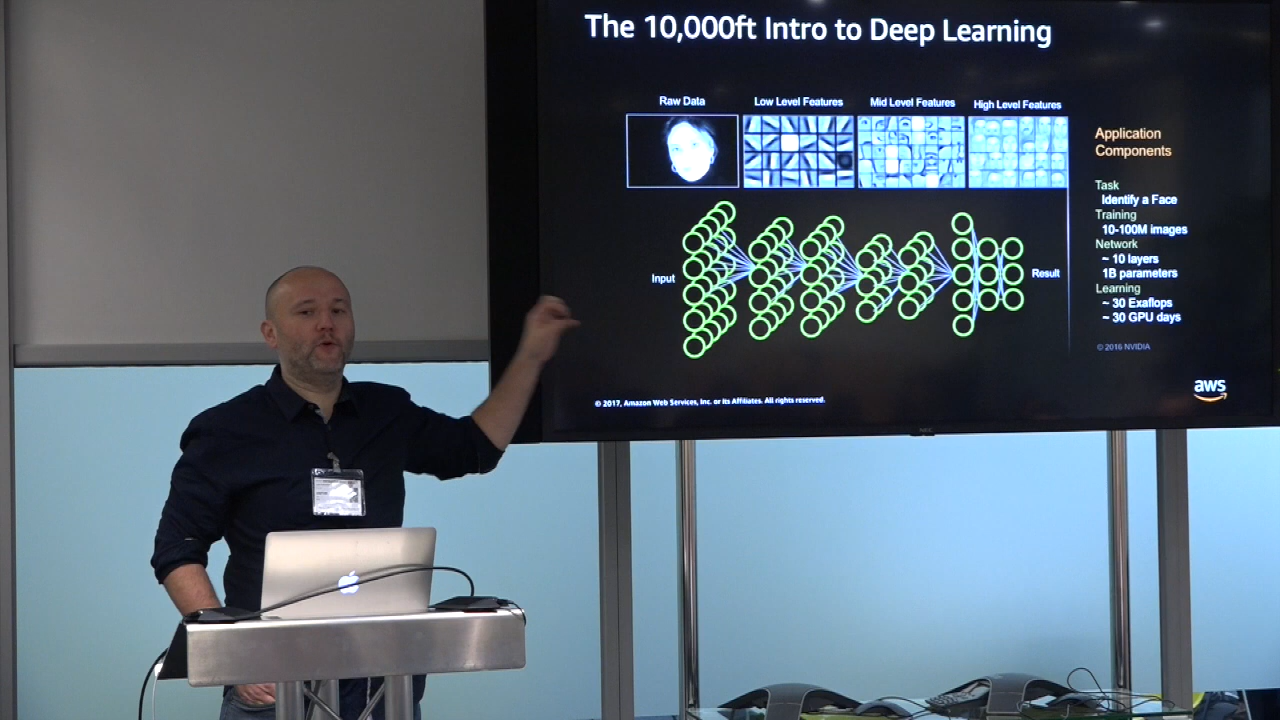 The 10,000ft Intro to Deep Learning
Raw Data
Low Level Features
Mid Level Features
High Level Features
Application
Components
Task
Identify a Face
Training
10-100M images
Network
~ 10 layers
1B parameters
Learning
~ 30 Exaflops
~ 30 GPU days
Input
Result
© 2016 NVIDIA
aws
© 2017, Amazon Web Services, Inc. or its Affiliates. All rights reserved.
NEC